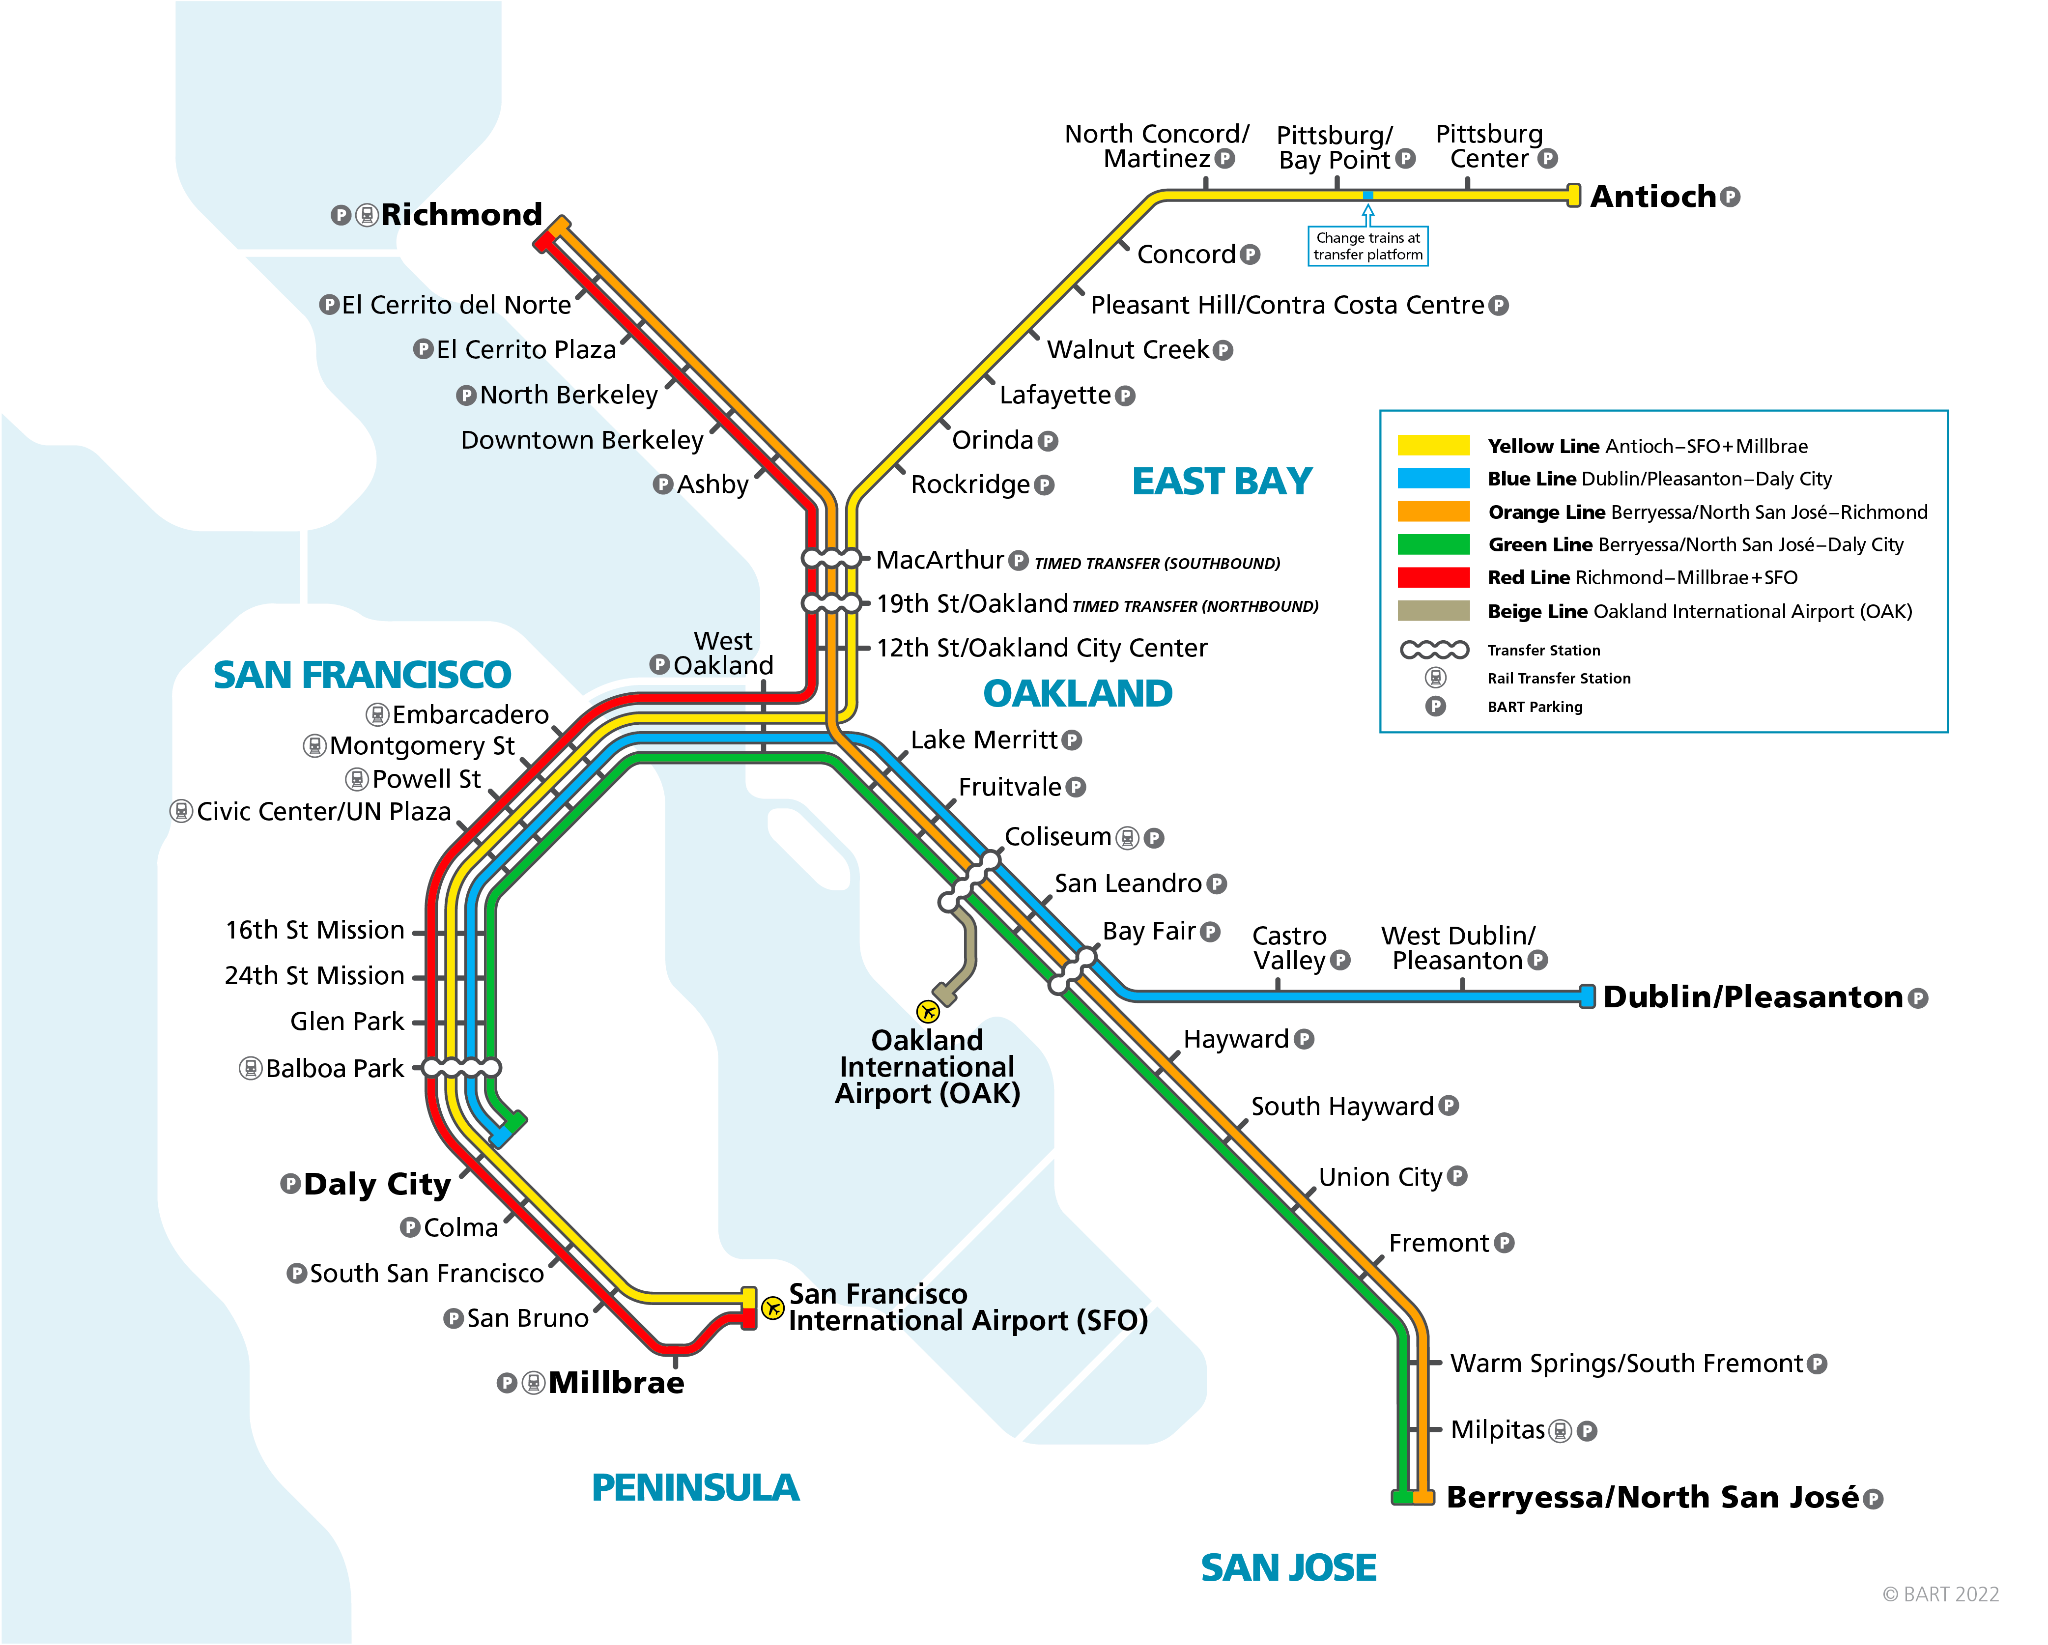 North Concord/
Martinez P
Pittsburg/
Bay Point P
Pittsburg
Center P
Antioch P
Change trains at
transfer platform
P Richmond
Concord P
P El Cerrito del Norte
Pleasant Hill/Contra Costa Centre P
P El Cerrito Plaza
Walnut Creek P
P North Berkeley
Lafayette P
Downtown Berkeley
Orinda P
P Ashby
Rockridge P
EAST BAY
Yellow Line Antioch–SFO+Millbrae
Blue Line Dublin/Pleasanton–Daly City
Orange Line Berryessa/North San José–Richmond
Green Line Berryessa/North San José–Daly City
Red Line Richmond–Millbrae+SFO
Beige Line Oakland International Airport (OAK)
Transfer Station
Rail Transfer Station
P BART Parking
MacArthur P TIMED TRANSFER (SOUTHBOUND)
19th St/Oakland TIMED TRANSFER (NORTHBOUND)
12th St/Oakland City Center
West
P Oakland
SAN FRANCISCO
OAKLAND
Embarcadero
Montgomery St
Powell St
Civic Center/UN Plaza
Lake Merritt P
Fruitvale P
Coliseum P
San Leandro P
Bay Fair P
Castro
Valley P
West Dublin/
Pleasanton P
Dublin/Pleasanton P
16th St Mission
24th St Mission
Glen Park
Balboa Park
Oakland
International
Airport (OAK)
Hayward P
South Hayward P
Union City P
Fremont P
P Daly City
P Colma
P South San Francisco
P San Bruno
San Francisco
International Airport (SFO)
P Millbrae
Warm Springs/South Fremont P
Milpitas P
Berryessa/North San José P
PENINSULA
SAN JOSE
© BART 2022